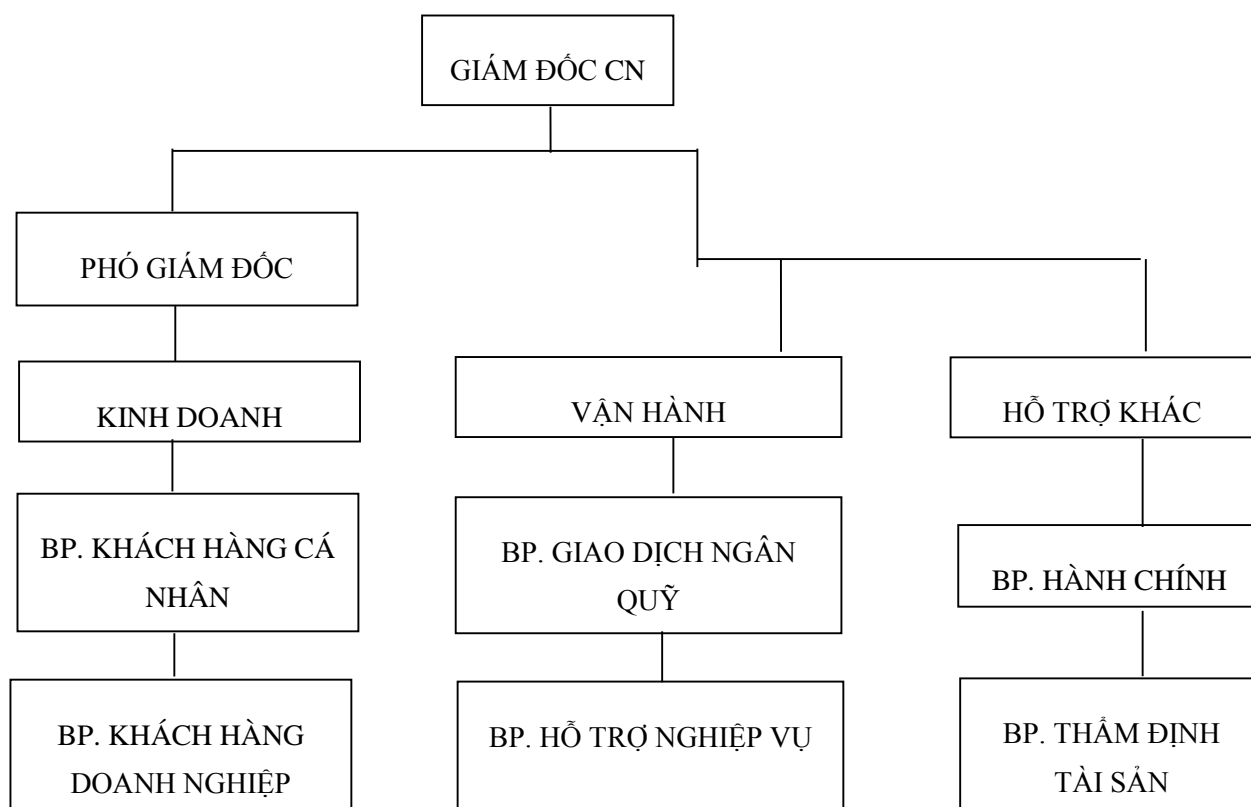 GIÁM ĐỐC CN
PHÓ GIÁM ĐỐC
KINH DOANH
VẬN HÀNH
HỖ TRỢ KHÁC
BP. KHÁCH HÀNG CÁ
NHÂN
BP. GIAO DỊCH NGÂN
QUỸ
BP. HÀNH CHÍNH
BP. KHÁCH HÀNG
DOANH NGHIỆP
BP. HỖ TRỢ NGHIỆP VỤ
BP. THẨM ĐỊNH
TÀI SẢN